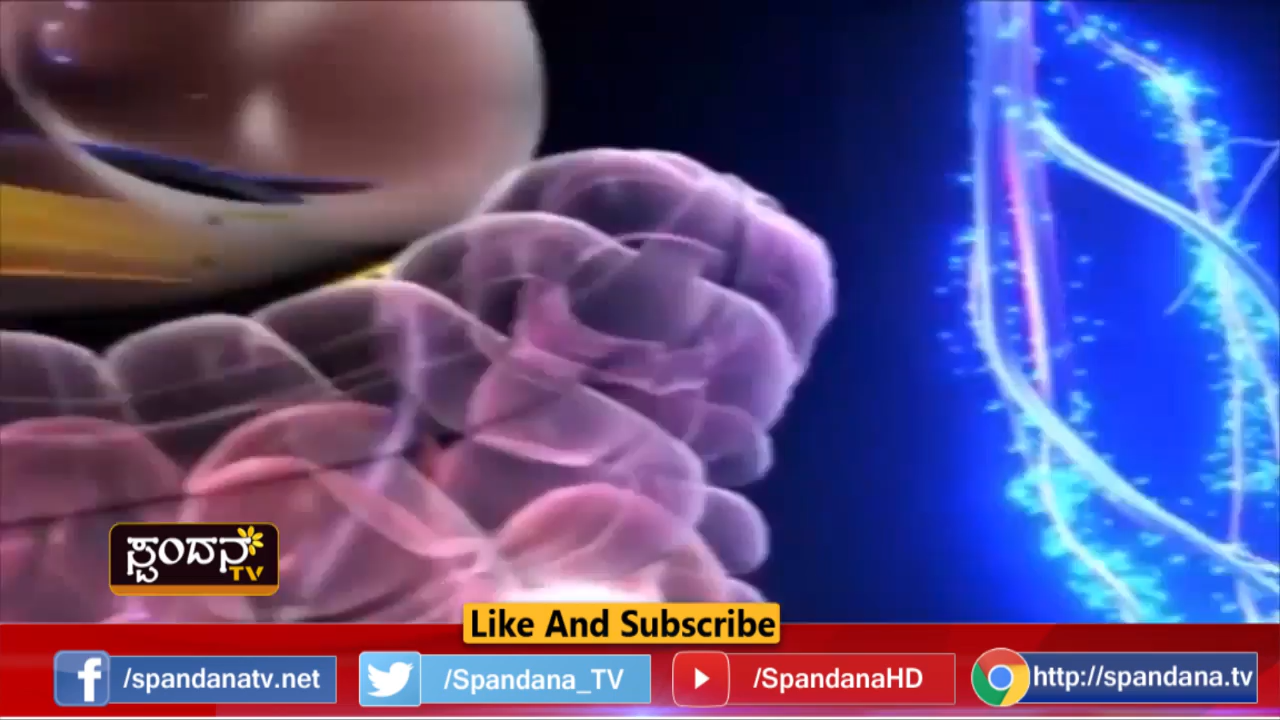 ಸ್ಪಂದನ
TV
Like And Subscribe
/spandanatv.net
/Spandana_TV
/SpandanaHD
http://spandana.tv